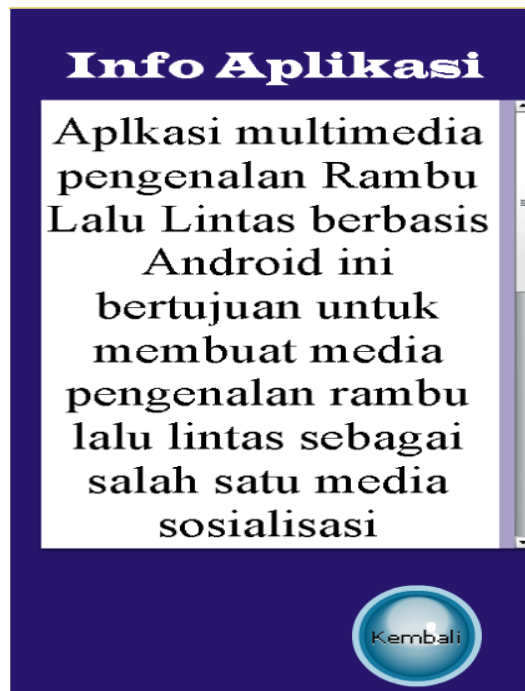 Info Aplikasi
Aplkasi multimedia
pengenalan Rambu
Lalu Lintas berbasis
Android ini
bertujuan untuk
membuat media
pengenalan rambu
lalu lintas sebagai
salah satu media
sosialisasi
Kembali